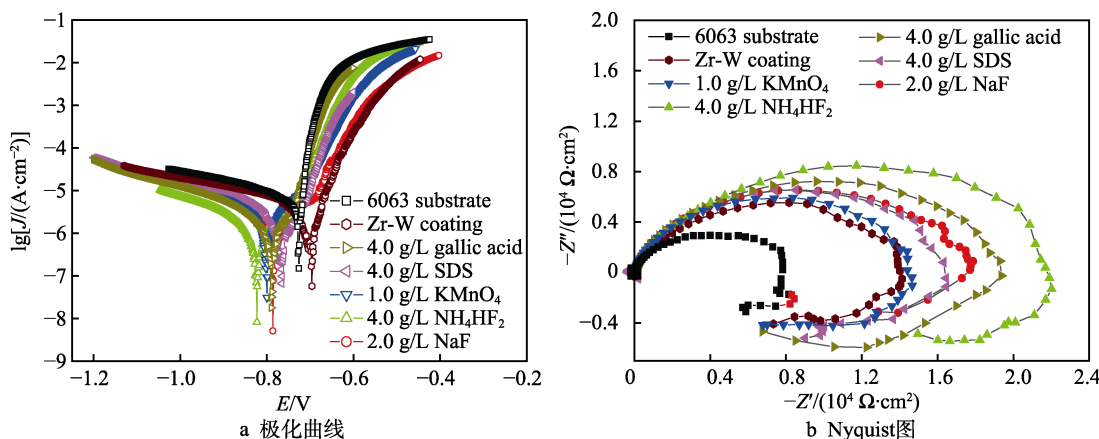 lg[J/(A·cm⁻²)]
−1
−2
−3
−4
−5
−6
−7
−8
−9
6063 substrate
Zr-W coating
4.0 g/L gallic acid
4.0 g/L SDS
1.0 g/L KMnO₄
4.0 g/L NH₄HF₂
2.0 g/L NaF
−1.2 −1.0 −0.8 −0.6 −0.4 −0.2
E/V
a 极化曲线
−Z″/(10⁴ Ω·cm²)
2.0
1.6
1.2
0.8
0.4
0
−0.4
6063 substrate
Zr-W coating
1.0 g/L KMnO₄
4.0 g/L NH₄HF₂
4.0 g/L gallic acid
4.0 g/L SDS
2.0 g/L NaF
0 0.4 0.8 1.2 1.6 2.0 2.4
−Z′/(10⁴ Ω·cm²)
b Nyquist图